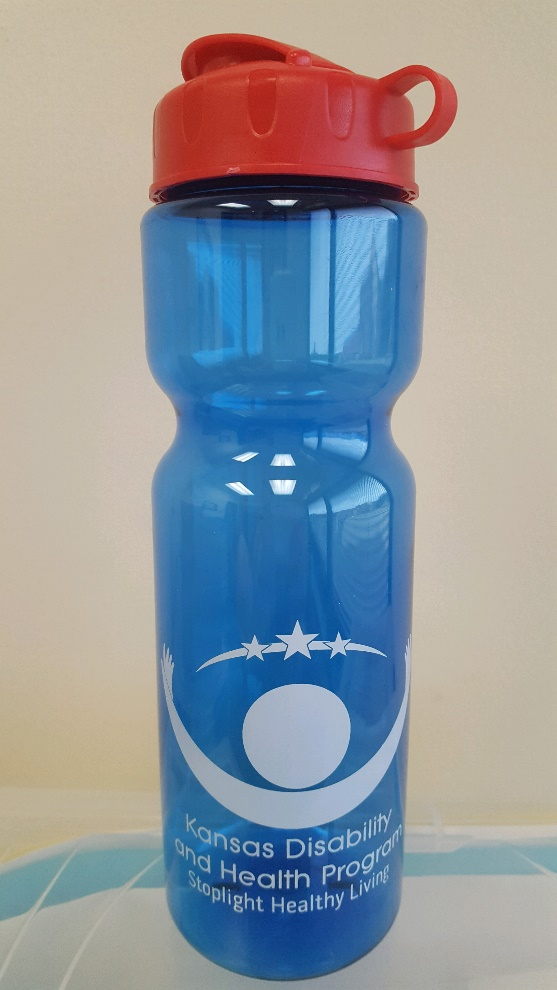 Kansas Disability
and Health Program
Stoplight Healthy Living